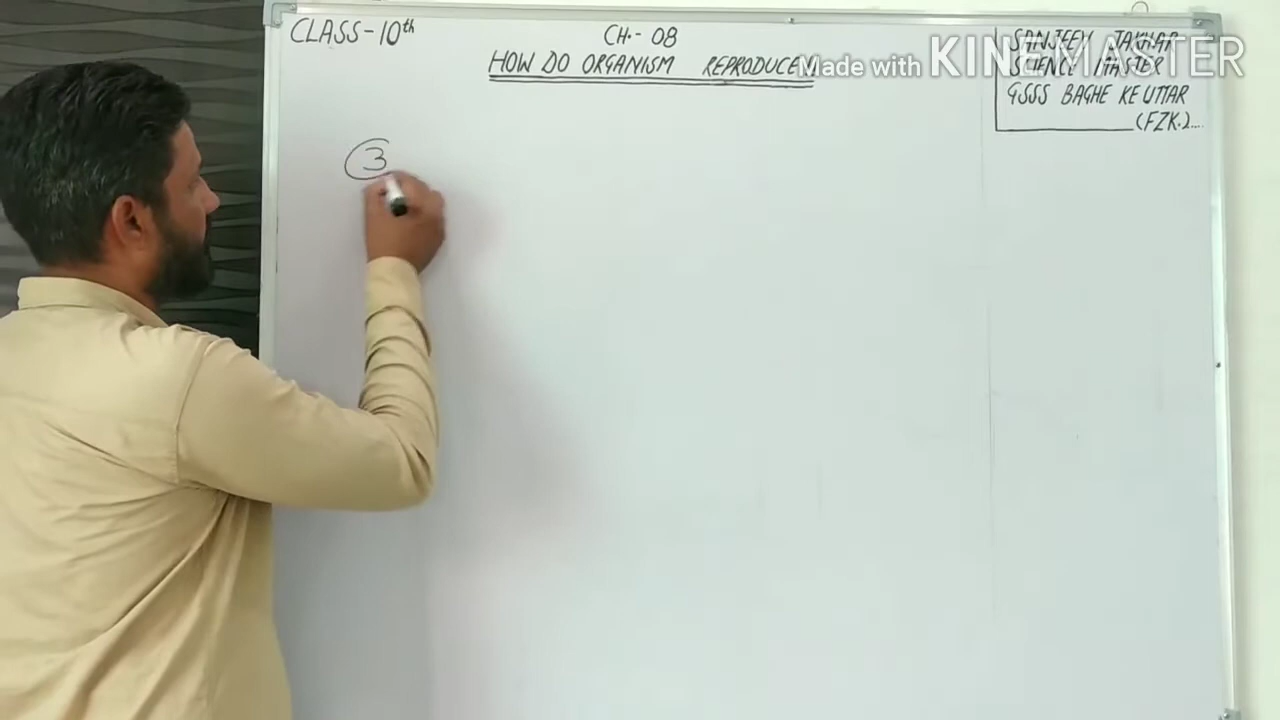 CLASS-10th
CH.- 08
HOW DO ORGANISM REPRODUCE
Made with KINEMASTER
SANJEEV TAKHAR
SCIENCE MASTER
GSSS BAGHE KE UTTAR
(FZK.)....
3